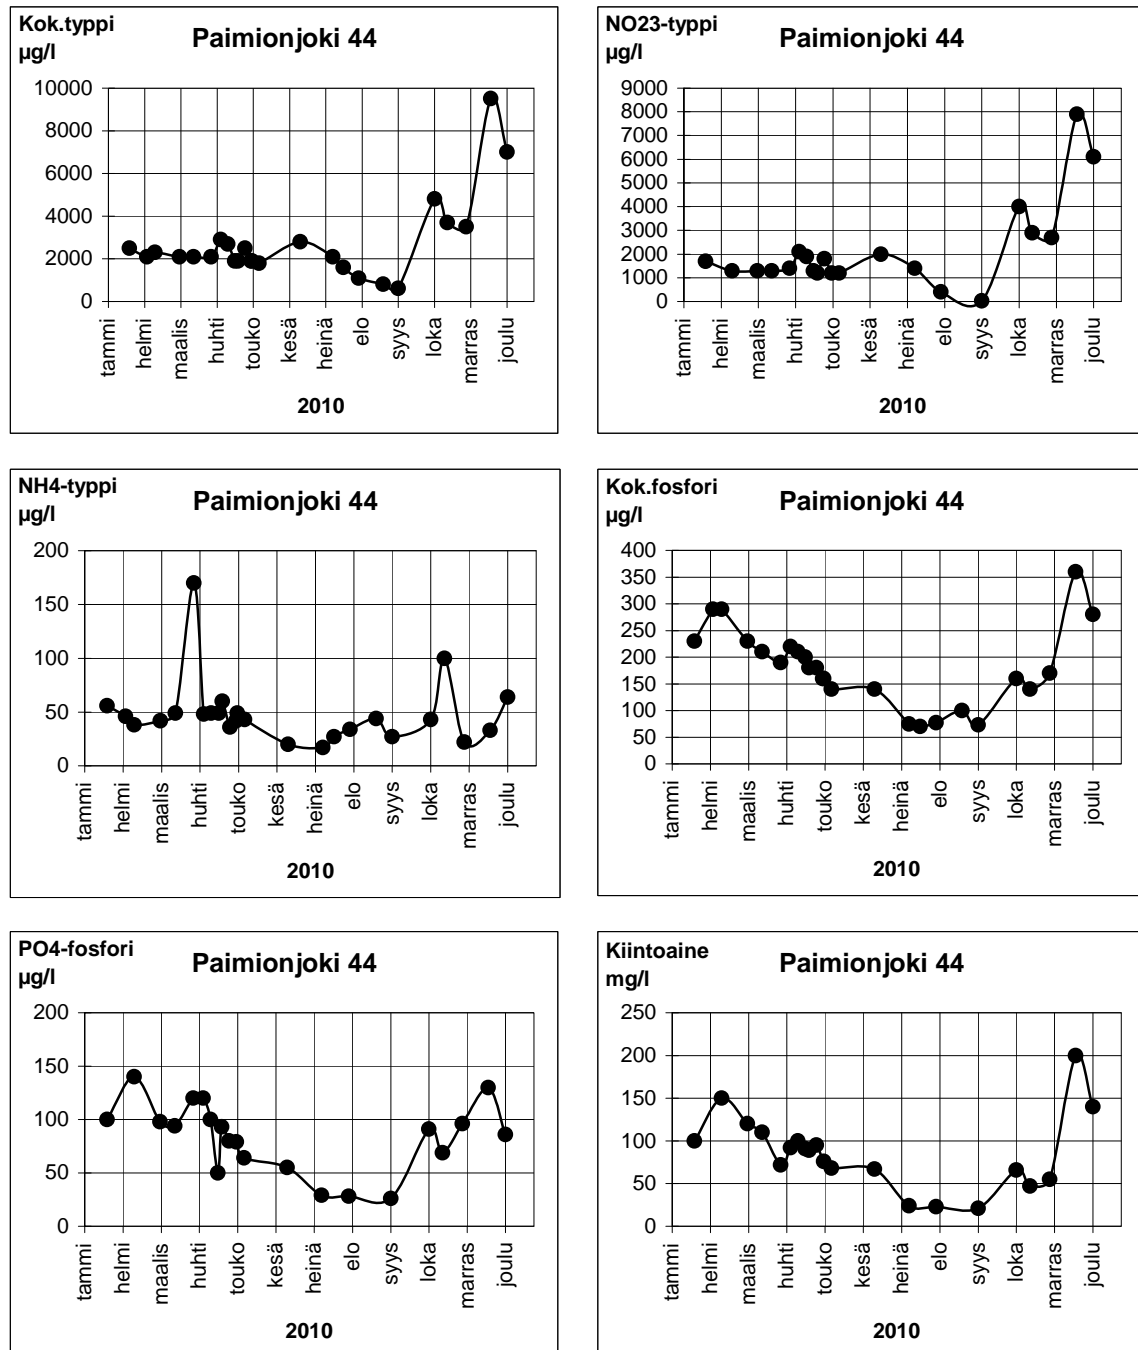 Kok.typpi
µg/l
Paimionjoki 44
10000
8000
6000
4000
2000
0
tammi
helmi
maalis
huhti
touko
kesä
heinä
elo
syys
loka
marras
joulu
2010
NO23-typpi
µg/l
Paimionjoki 44
9000
8000
7000
6000
5000
4000
3000
2000
1000
0
tammi
helmi
maalis
huhti
touko
kesä
heinä
elo
syys
loka
marras
joulu
2010
NH4-typpi
µg/l
Paimionjoki 44
200
150
100
50
0
tammi
helmi
maalis
huhti
touko
kesä
heinä
elo
syys
loka
marras
joulu
2010
Kok.fosfori
µg/l
Paimionjoki 44
400
350
300
250
200
150
100
50
0
tammi
helmi
maalis
huhti
touko
kesä
heinä
elo
syys
loka
marras
joulu
2010
PO4-fosfori
µg/l
Paimionjoki 44
200
150
100
50
0
tammi
helmi
maalis
huhti
touko
kesä
heinä
elo
syys
loka
marras
joulu
2010
Kiintoaine
mg/l
Paimionjoki 44
250
200
150
100
50
0
tammi
helmi
maalis
huhti
touko
kesä
heinä
elo
syys
loka
marras
joulu
2010